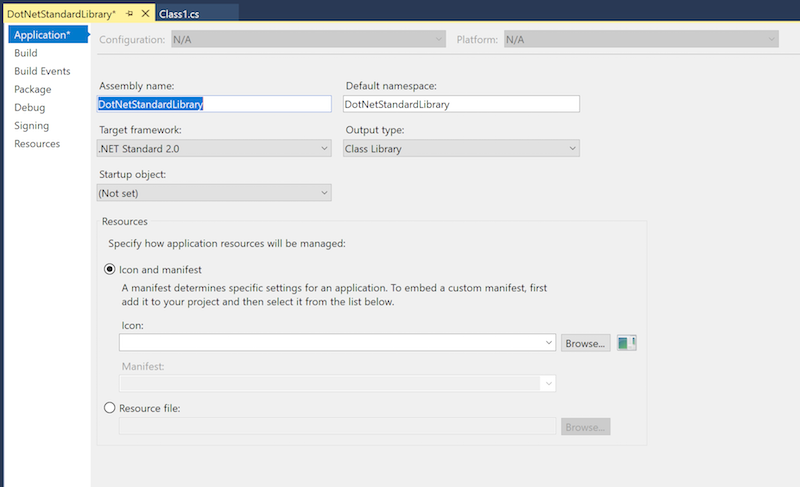 DotNetStandardLibrary*
Class1.cs
Application*
Configuration: N/A
Platform: N/A
Build
Build Events
Package
Debug
Signing
Resources
Assembly name:
Default namespace:
DotNetStandardLibrary
DotNetStandardLibrary
Target framework:
Output type:
.NET Standard 2.0
Class Library
Startup object:
(Not set)
Resources
Specify how application resources will be managed:
Icon and manifest
A manifest determines specific settings for an application. To embed a custom manifest, first
add it to your project and then select it from the list below.
Icon:
Browse...
Manifest:
Resource file:
Browse...